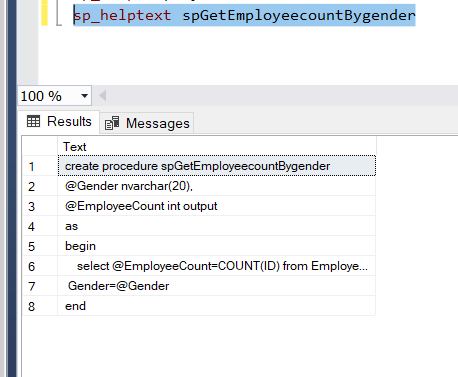 sp_helptext spGetEmployeecountBygender
100 %
Results Messages
Text
1 create procedure spGetEmployeecountBygender
2 @Gender nvarchar(20),
3 @EmployeeCount int output
4 as
5 begin
6 select @EmployeeCount=COUNT(ID) from Employe...
7 Gender=@Gender
8 end